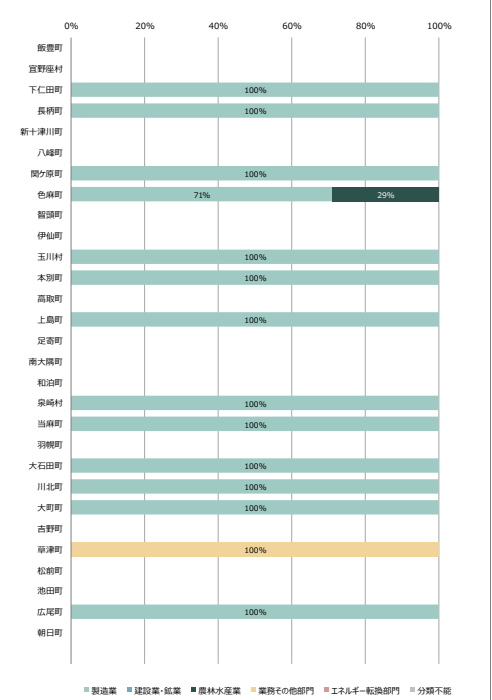 0% 20% 40% 60% 80% 100%
飯豊町
宜野座村
下仁田町 100%
長柄町 100%
新十津川町
八峰町
関ケ原町 100%
色麻町 71% 29%
智頭町
伊仙町
玉川村 100%
本別町 100%
高取町
上島町 100%
足寄町
南大隅町
和泊町
泉崎村 100%
当麻町 100%
羽幌町
大石田町 100%
川北町 100%
大町町 100%
吉野町
草津町 100%
松前町
池田町
広尾町 100%
朝日町
製造業 建設業・鉱業 農林水産業 業務その他部門 エネルギー転換部門 分類不能